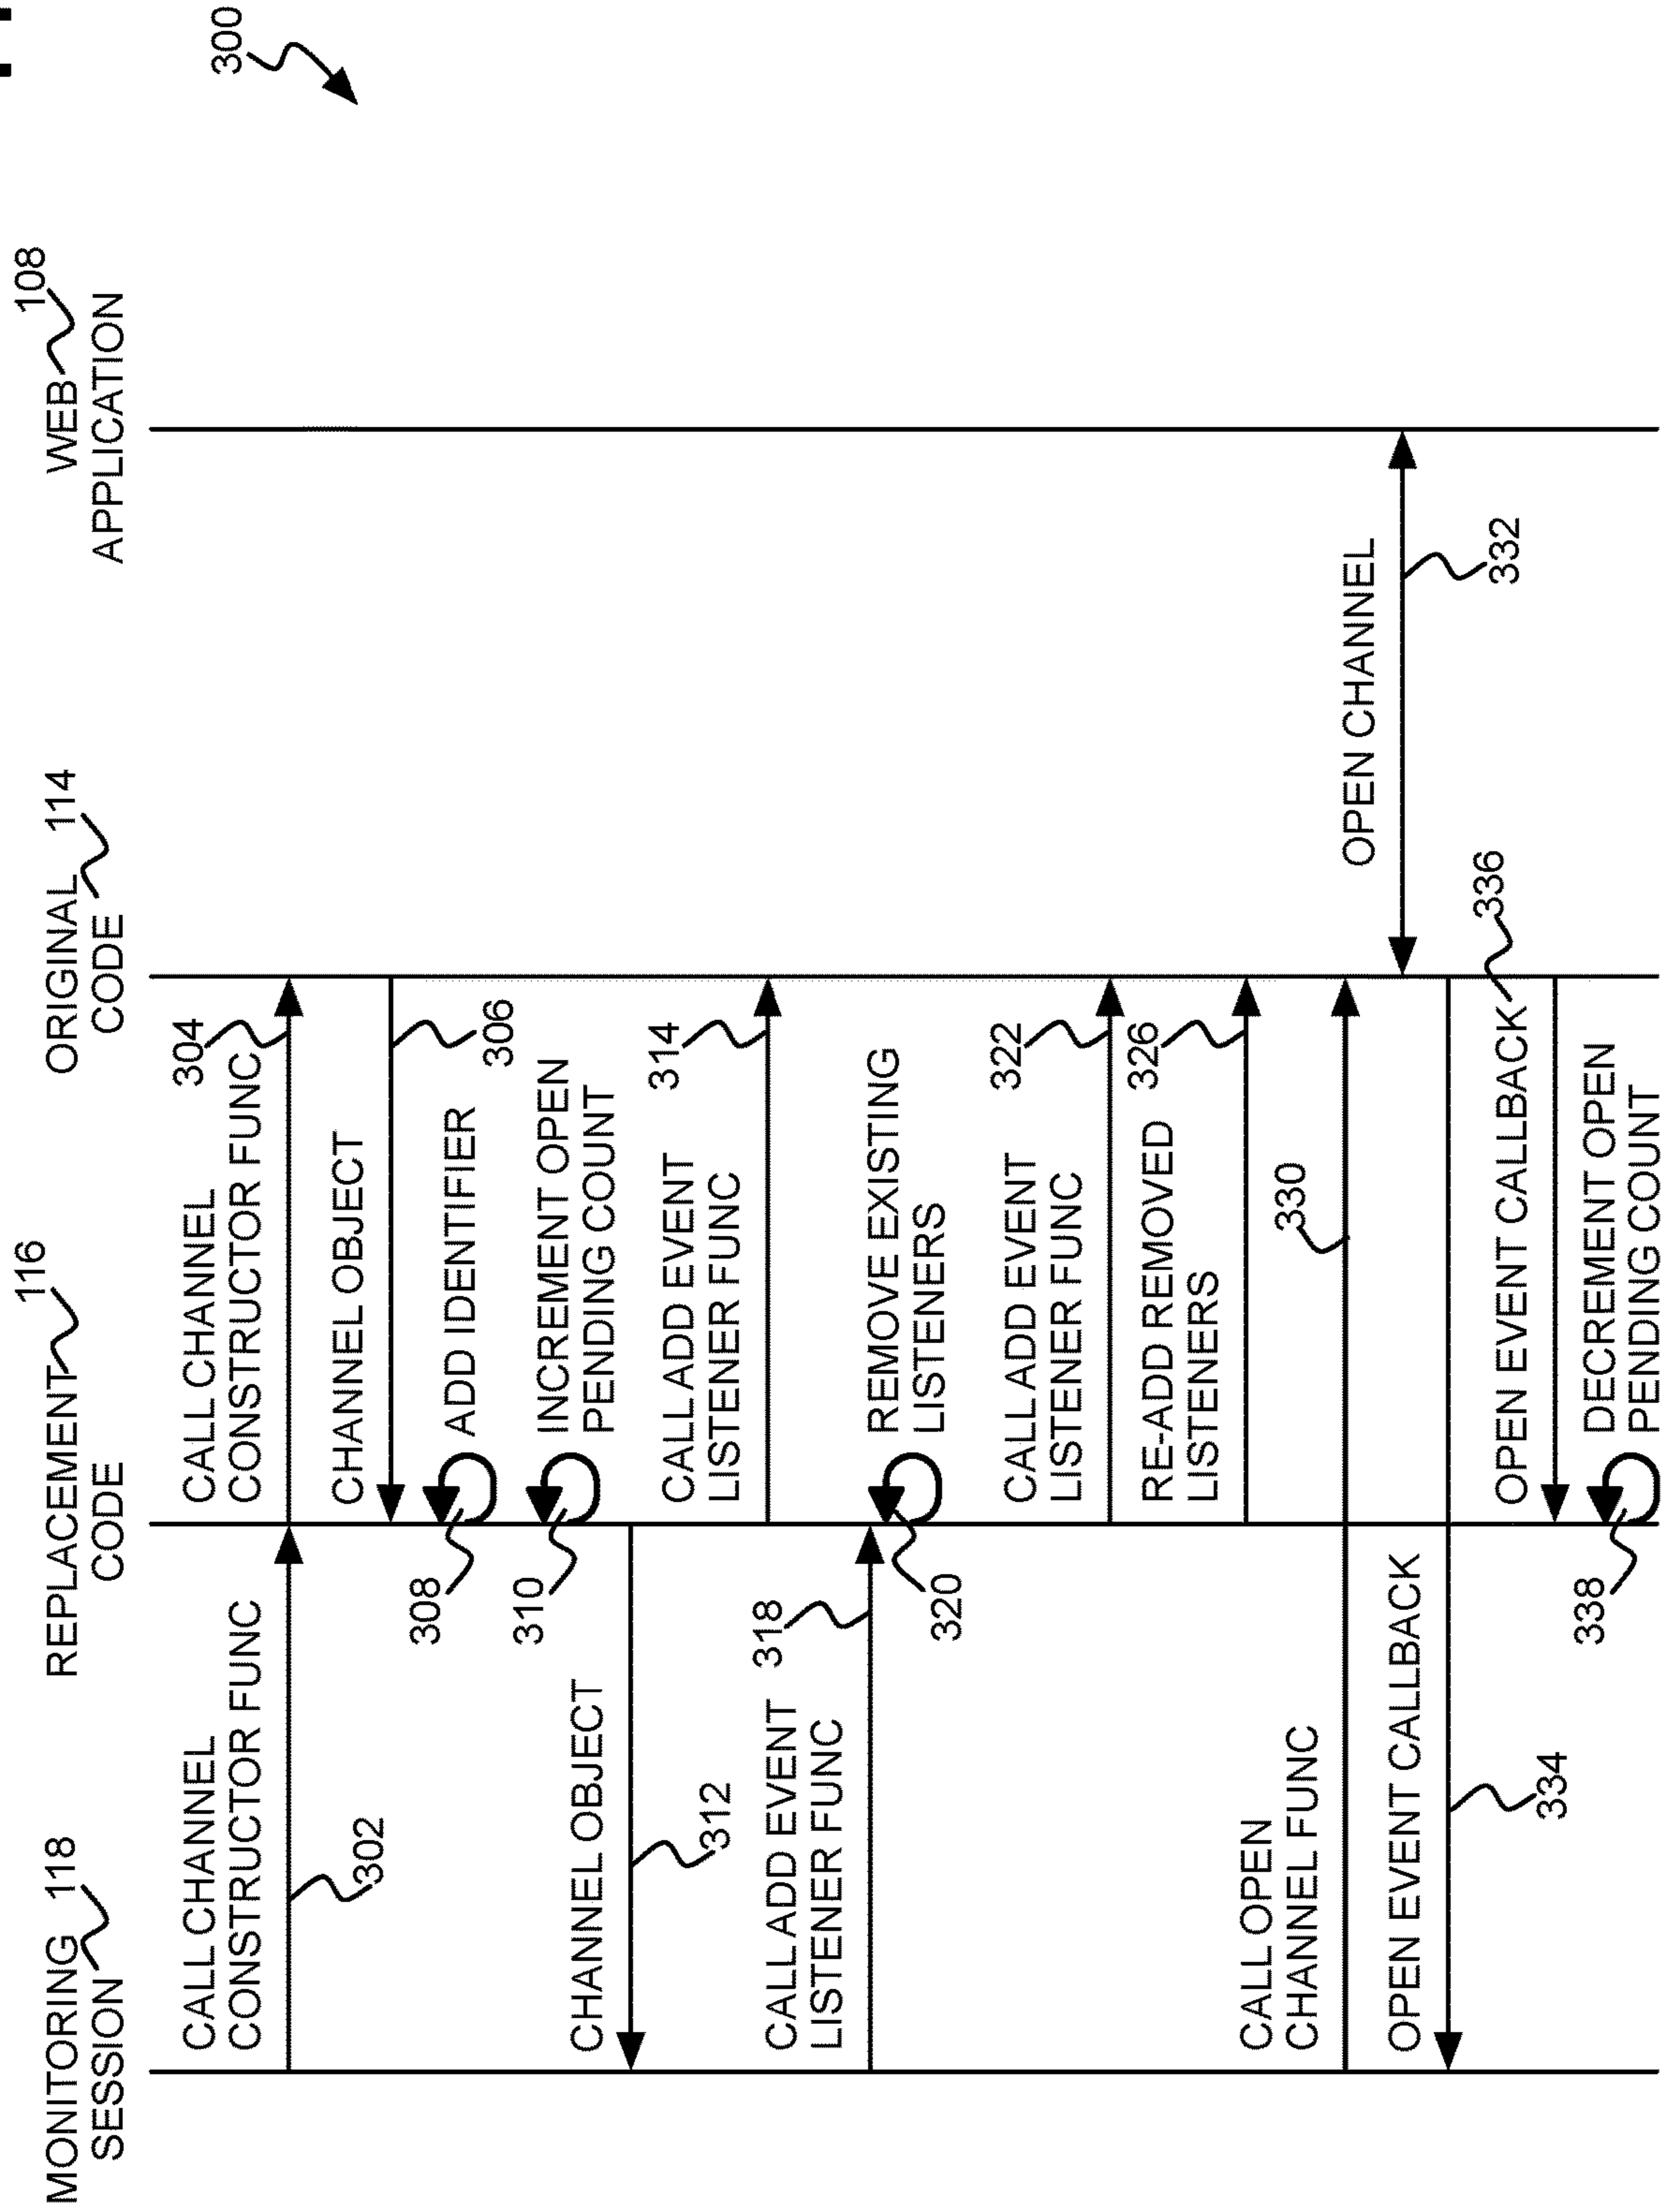 300
MONITORING 118
SESSION
REPLACEMENT 116
CODE
ORIGINAL 114
CODE
WEB 108
APPLICATION
CALL CHANNEL
CONSTRUCTOR FUNC
302
CALL CHANNEL
CONSTRUCTOR FUNC
304
CHANNEL OBJECT
306
308
ADD IDENTIFIER
310
INCREMENT OPEN
PENDING COUNT
CHANNEL OBJECT
312
CALL ADD EVENT
LISTENER FUNC
314
CALL ADD EVENT
LISTENER FUNC
318
320
REMOVE EXISTING
LISTENERS
CALL ADD EVENT
LISTENER FUNC
322
RE-ADD REMOVED
LISTENERS
326
CALL OPEN
CHANNEL FUNC
330
OPEN CHANNEL
332
OPEN EVENT CALLBACK
334
OPEN EVENT CALLBACK
336
338
DECREMENT OPEN
PENDING COUNT